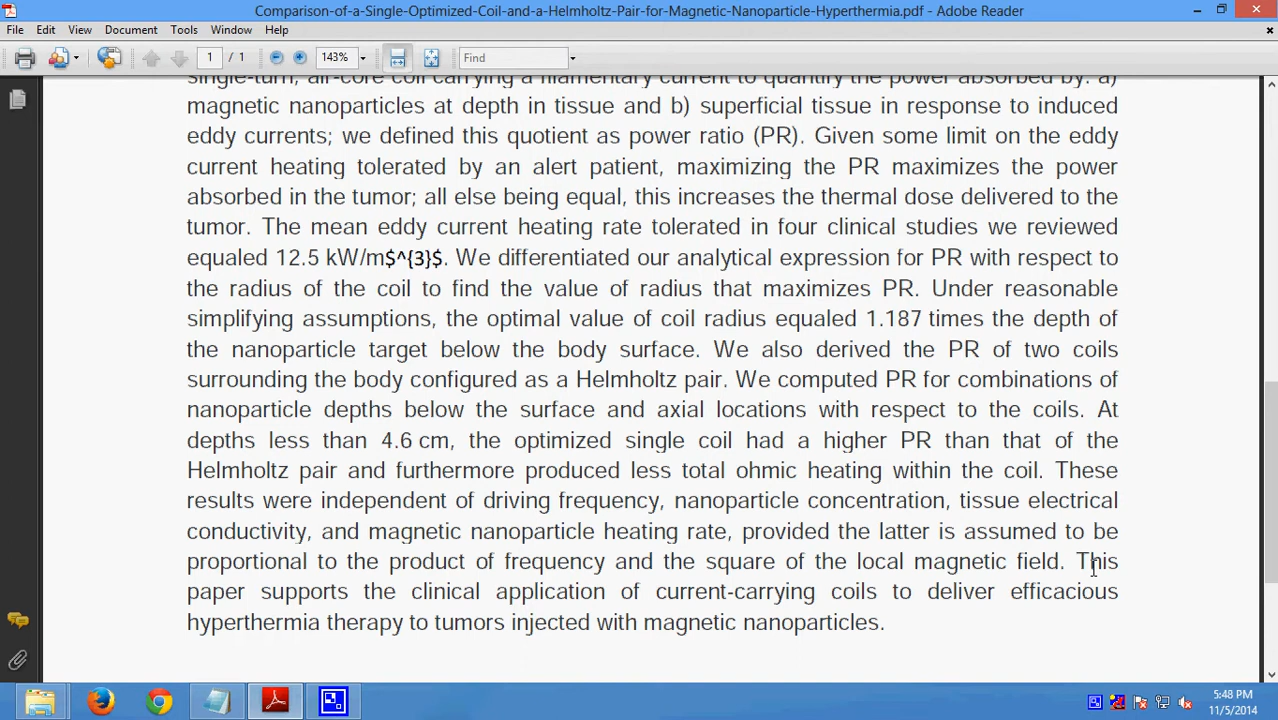 Comparison-of-a-Single-Optimized-Coil-and-a-Helmholtz-Pair-for-Magnetic-Nanoparticle-Hyperthermia.pdf - Adobe Reader
File Edit View Document Tools Window Help
1 / 1 143% Find
single-turn, air-core coil carrying a filamentary current to quantify the power absorbed by: a)
magnetic nanoparticles at depth in tissue and b) superficial tissue in response to induced
eddy currents; we defined this quotient as power ratio (PR). Given some limit on the eddy
current heating tolerated by an alert patient, maximizing the PR maximizes the power
absorbed in the tumor; all else being equal, this increases the thermal dose delivered to the
tumor. The mean eddy current heating rate tolerated in four clinical studies we reviewed
equaled 12.5 kW/m$^{3}$. We differentiated our analytical expression for PR with respect to
the radius of the coil to find the value of radius that maximizes PR. Under reasonable
simplifying assumptions, the optimal value of coil radius equaled 1.187 times the depth of
the nanoparticle target below the body surface. We also derived the PR of two coils
surrounding the body configured as a Helmholtz pair. We computed PR for combinations of
nanoparticle depths below the surface and axial locations with respect to the coils. At
depths less than 4.6 cm, the optimized single coil had a higher PR than that of the
Helmholtz pair and furthermore produced less total ohmic heating within the coil. These
results were independent of driving frequency, nanoparticle concentration, tissue electrical
conductivity, and magnetic nanoparticle heating rate, provided the latter is assumed to be
proportional to the product of frequency and the square of the local magnetic field. This
paper supports the clinical application of current-carrying coils to deliver efficacious
hyperthermia therapy to tumors injected with magnetic nanoparticles.
5:48 PM
11/5/2014